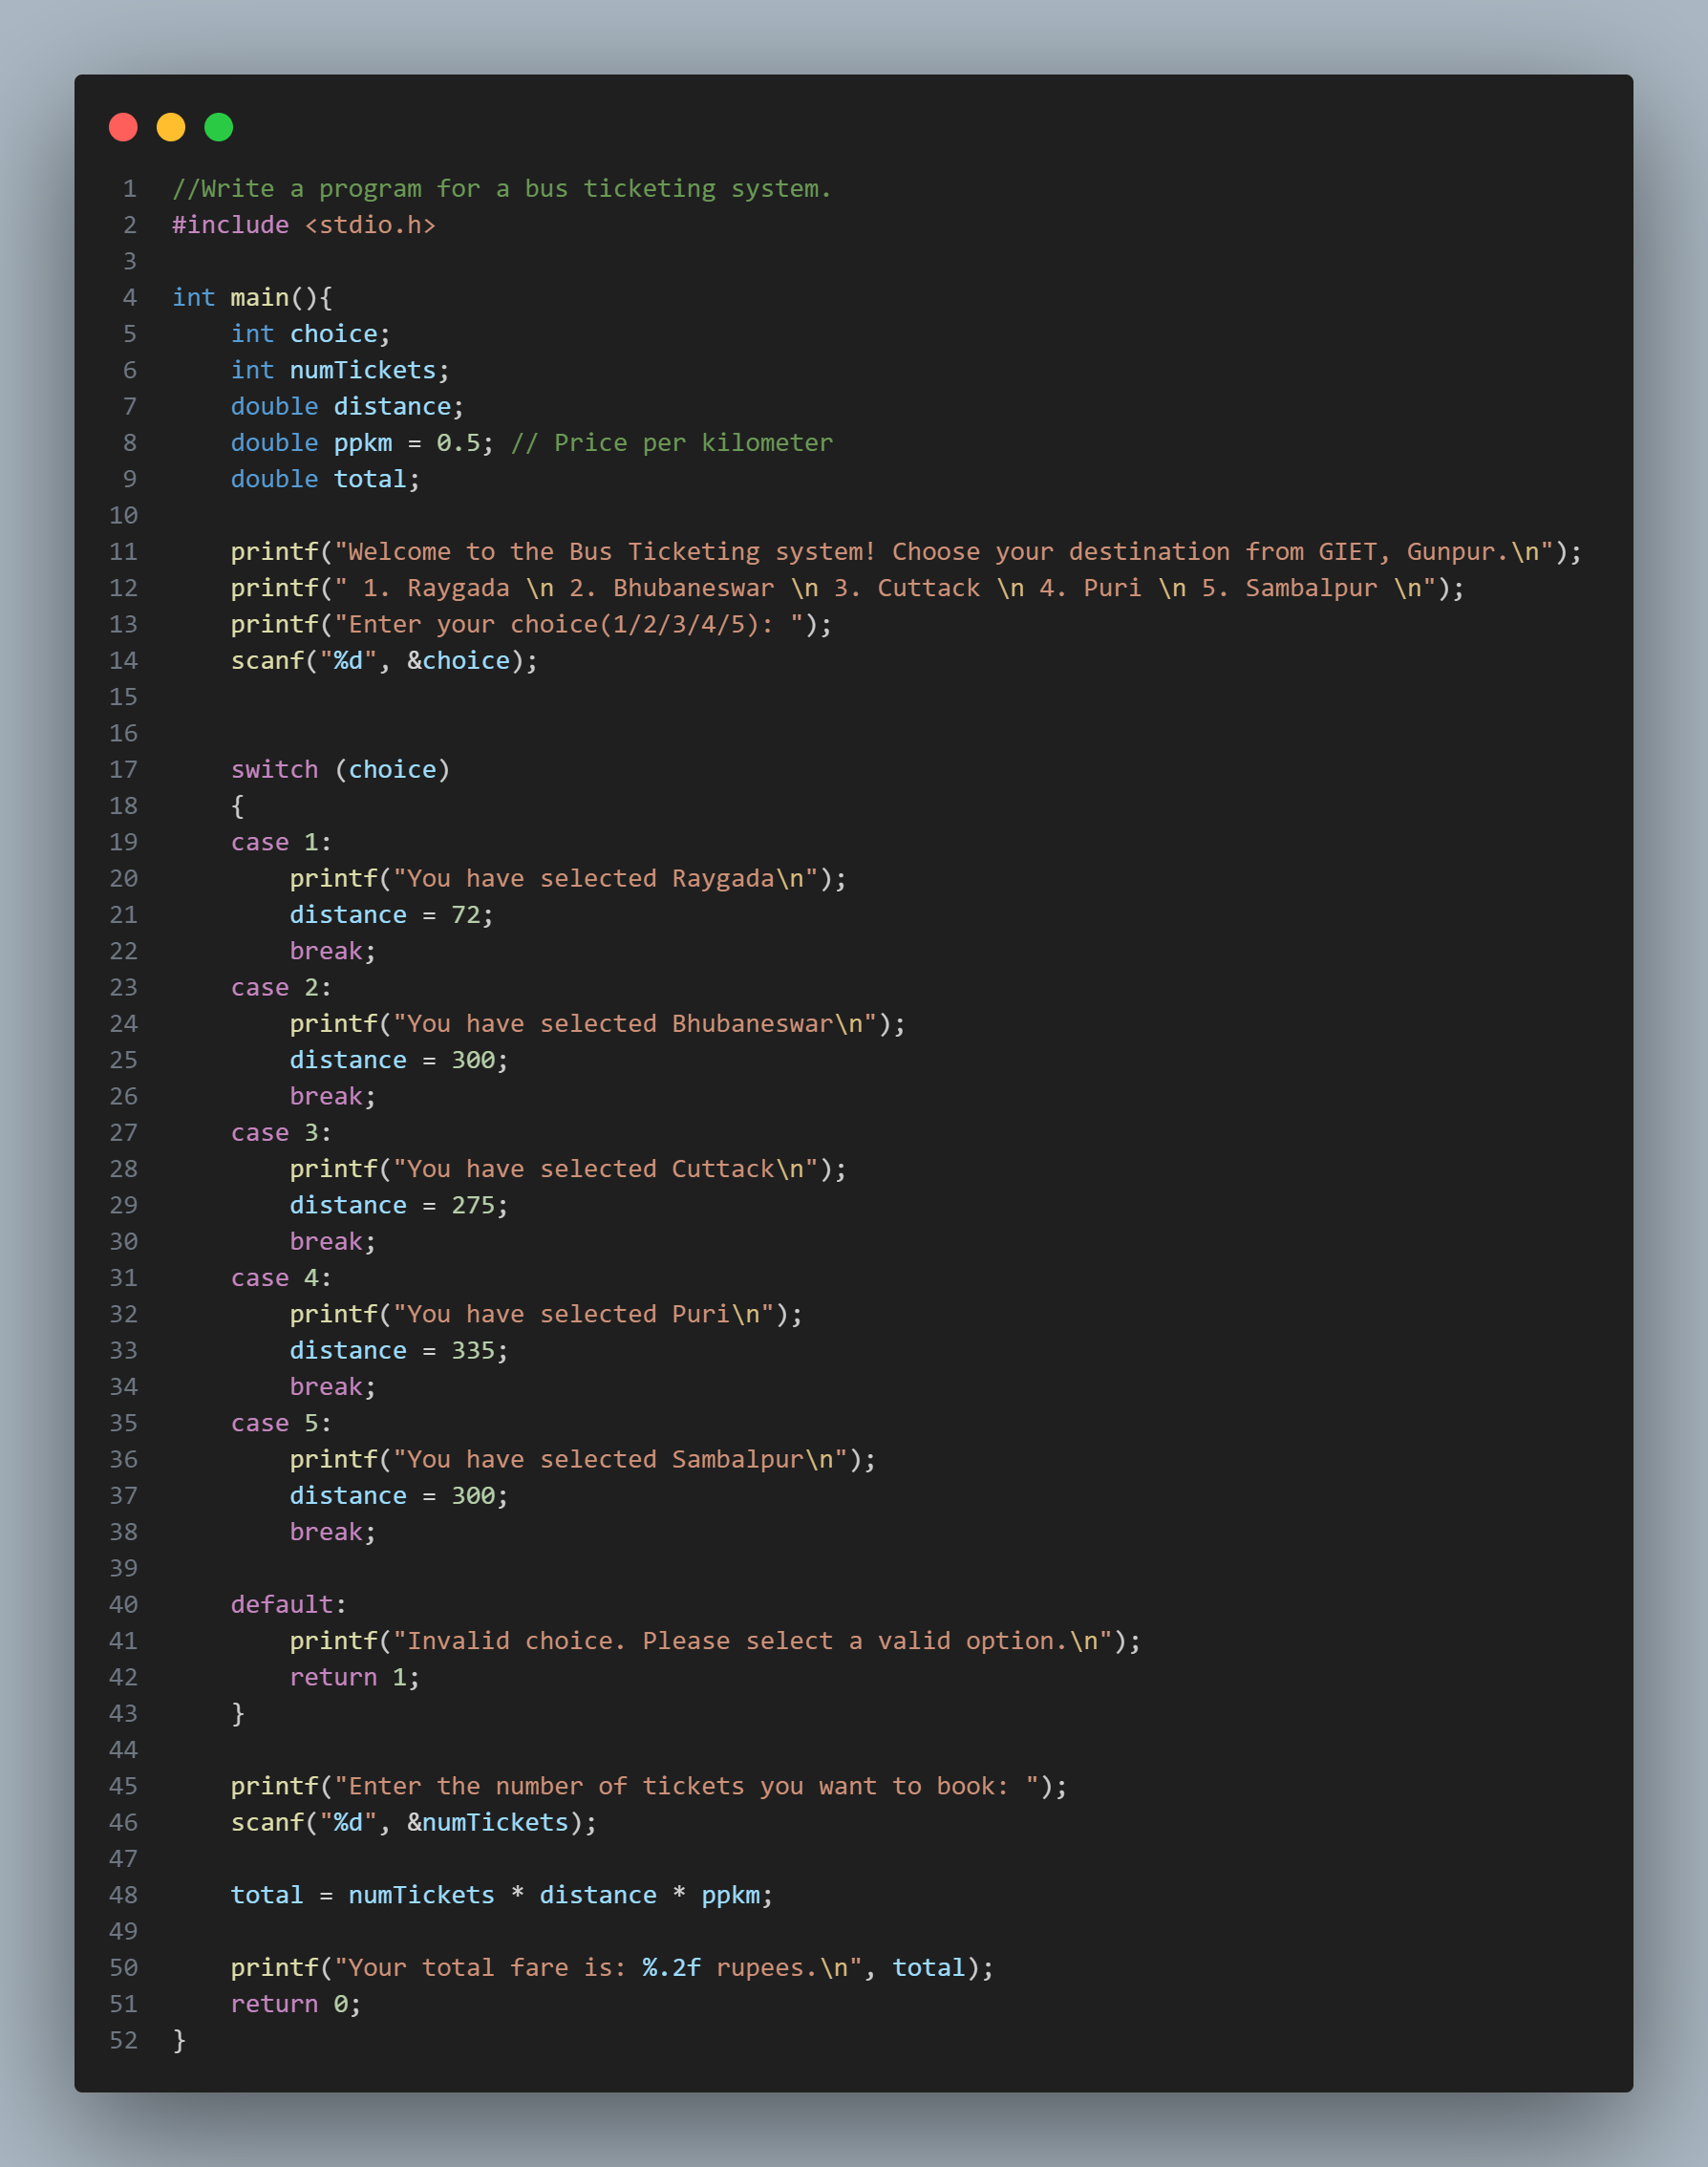 1 //Write a program for a bus ticketing system.
2 #include <stdio.h>
3
4 int main(){
5     int choice;
6     int numTickets;
7     double distance;
8     double ppkm = 0.5; // Price per kilometer
9     double total;
10
11     printf("Welcome to the Bus Ticketing system! Choose your destination from GIET, Gunpur.\n");
12     printf(" 1. Raygada \n 2. Bhubaneswar \n 3. Cuttack \n 4. Puri \n 5. Sambalpur \n");
13     printf("Enter your choice(1/2/3/4/5): ");
14     scanf("%d", &choice);
15
16
17     switch (choice)
18     {
19     case 1:
20         printf("You have selected Raygada\n");
21         distance = 72;
22         break;
23     case 2:
24         printf("You have selected Bhubaneswar\n");
25         distance = 300;
26         break;
27     case 3:
28         printf("You have selected Cuttack\n");
29         distance = 275;
30         break;
31     case 4:
32         printf("You have selected Puri\n");
33         distance = 335;
34         break;
35     case 5:
36         printf("You have selected Sambalpur\n");
37         distance = 300;
38         break;
39
40     default:
41         printf("Invalid choice. Please select a valid option.\n");
42         return 1;
43     }
44
45     printf("Enter the number of tickets you want to book: ");
46     scanf("%d", &numTickets);
47
48     total = numTickets * distance * ppkm;
49
50     printf("Your total fare is: %.2f rupees.\n", total);
51     return 0;
52 }